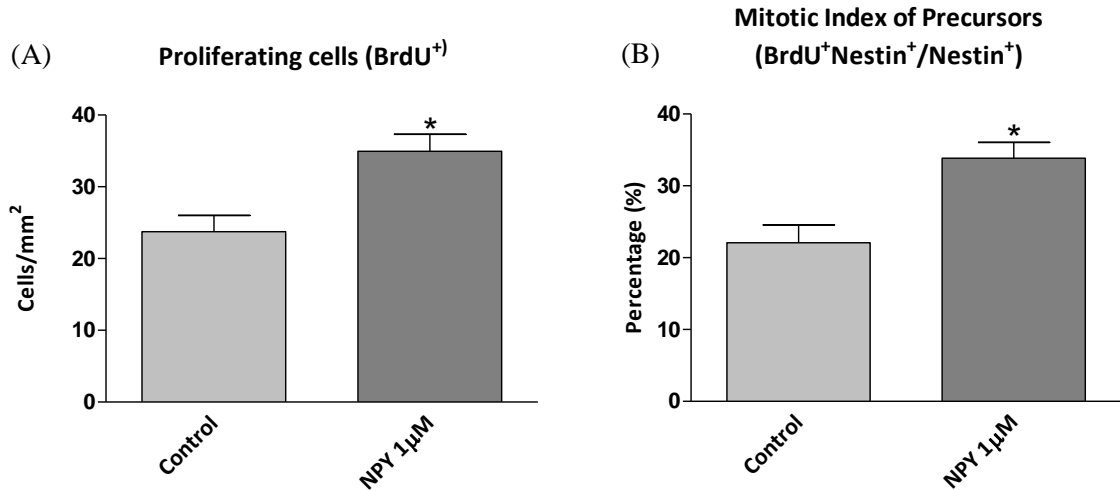 (A)
Proliferating cells (BrdU⁺⁾
Cells/mm²
40
30
20
10
0
*
Control
NPY 1µM
(B)
Mitotic Index of Precursors
(BrdU⁺Nestin⁺/Nestin⁺)
Percentage (%)
40
30
20
10
0
*
Control
NPY 1µM